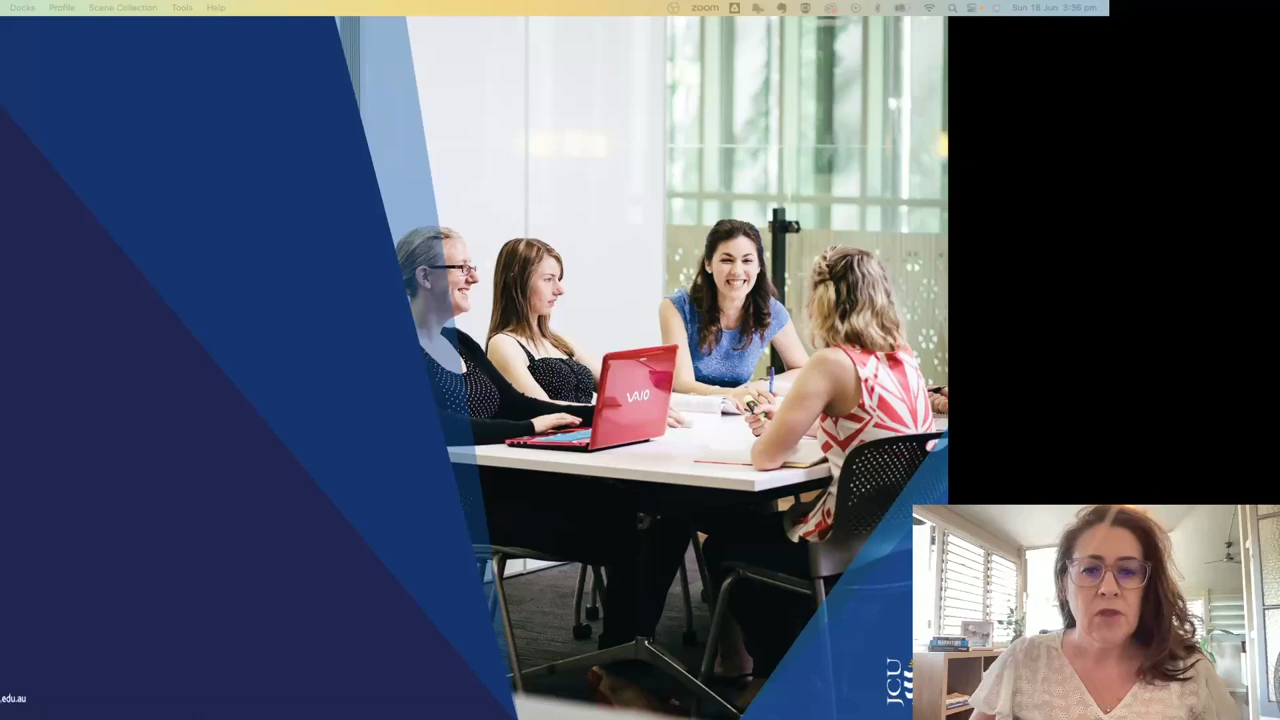 Docks Profile Scene Collection Tools Help zoom Sun 18 Jun 3:36 pm
VAIO
JCU
.edu.au